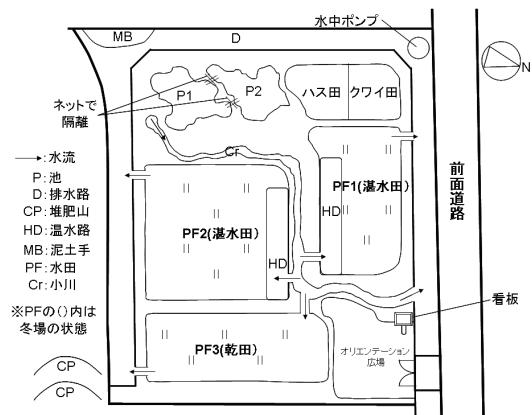 水中ポンプ
MB
D
N
P1
P2
ハス田
クワイ田
ネットで
隔離
Cr
→:水流
P:池
D:排水路
CP:堆肥山
HD:温水路
MB:泥土手
PF:水田
Cr:小川
※PFの()内は
冬場の状態
PF1(湛水田)
HD
前面道路
PF2(湛水田)
HD
看板
PF3(乾田)
オリエンテーション
広場
CP
CP